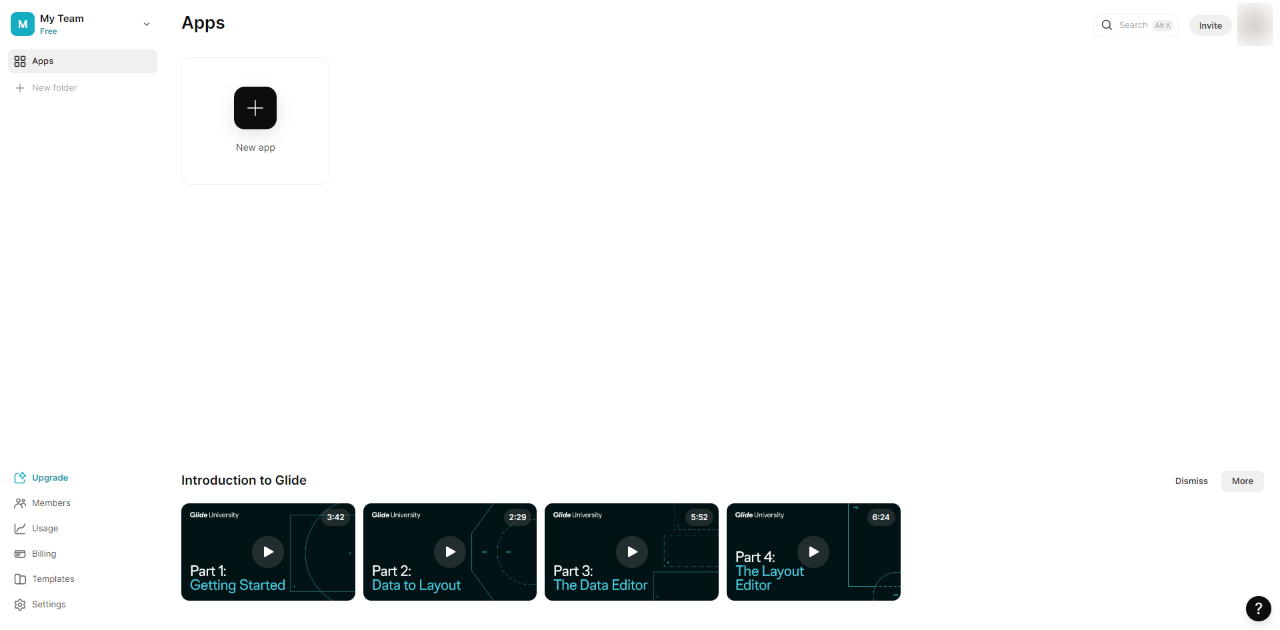 M
My Team
Free
Apps
New folder
Upgrade
Members
Usage
Billing
Templates
Settings
Apps
Search Alt K
Invite
New app
Introduction to Glide
Dismiss
More
Glide University
3:42
Part 1:
Getting Started
Glide University
2:29
Part 2:
Data to Layout
Glide University
5:52
Part 3:
The Data Editor
Glide University
6:24
Part 4:
The Layout
Editor
?